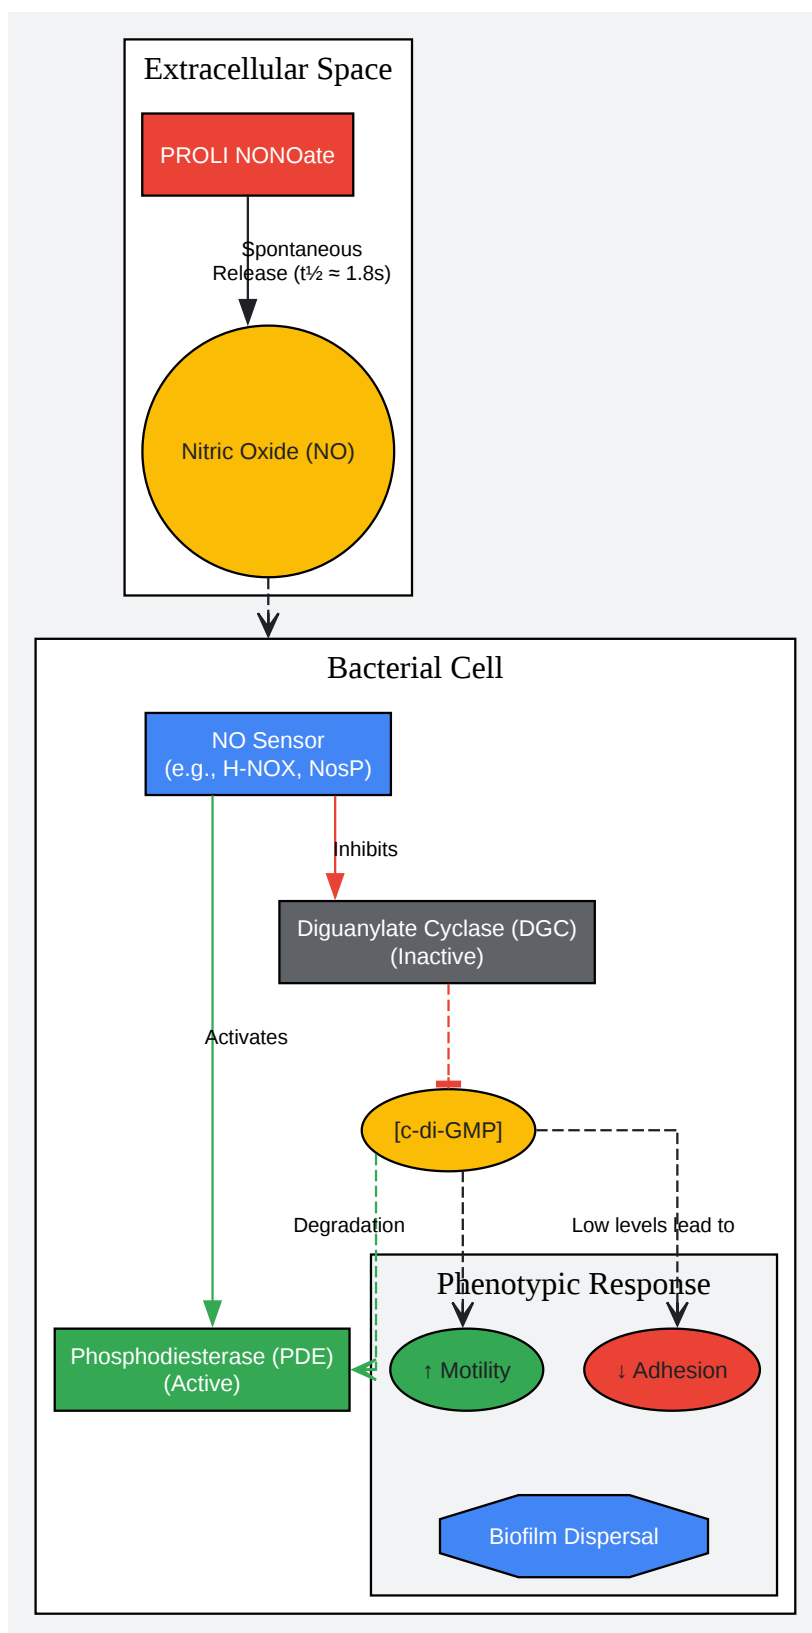 Extracellular Space
PROLI NONOate
Spontaneous
Release (t½ ≈ 1.8s)
Nitric Oxide (NO)
Bacterial Cell
NO Sensor
(e.g., H-NOX, NosP)
Inhibits
Diguanylate Cyclase (DGC)
(Inactive)
Activates
[c-di-GMP]
Degradation
Low levels lead to
Phenotypic Response
Phosphodiesterase (PDE)
(Active)
↑ Motility
↓ Adhesion
Biofilm Dispersal